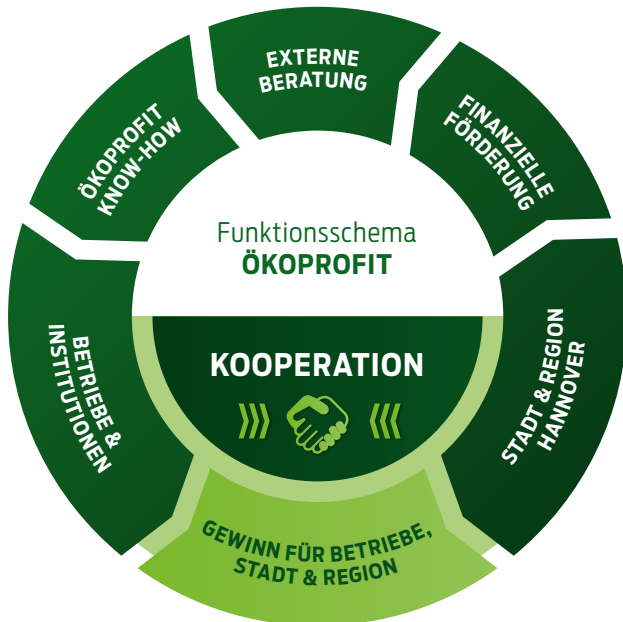 EXTERNE
BERATUNG
ÖKOPROFIT
KNOW-HOW
FINANZIELLE
FÖRDERUNG
Funktionsschema
ÖKOPROFIT
KOOPERATION
BETRIEBE &
INSTITUTIONEN
STADT & REGION
HANNOVER
GEWINN FÜR BETRIEBE,
STADT & REGION